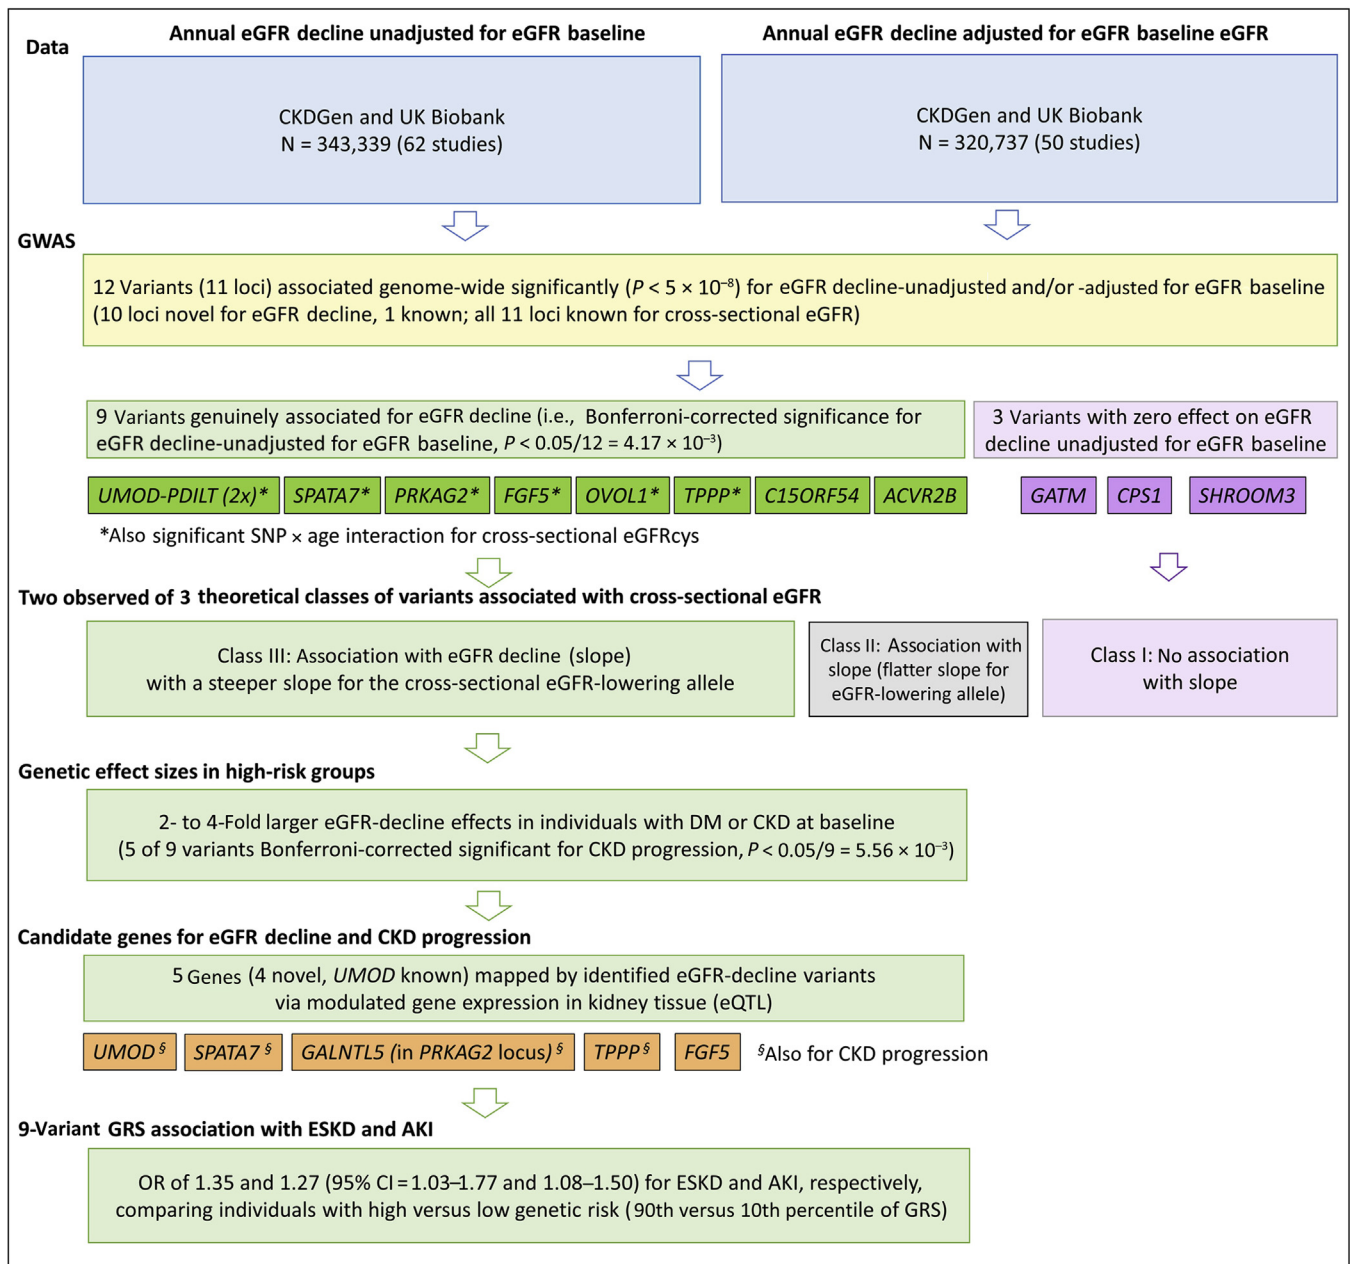 Annual eGFR decline unadjusted for eGFR baseline
Annual eGFR decline adjusted for eGFR baseline eGFR
Data
CKDGen and UK Biobank
N = 343,339 (62 studies)
CKDGen and UK Biobank
N = 320,737 (50 studies)
GWAS
12 Variants (11 loci) associated genome-wide significantly (P < 5 × 10⁻⁸) for eGFR decline-unadjusted and/or -adjusted for eGFR baseline
(10 loci novel for eGFR decline, 1 known; all 11 loci known for cross-sectional eGFR)
9 Variants genuinely associated for eGFR decline (i.e., Bonferroni-corrected significance for
eGFR decline-unadjusted for eGFR baseline, P < 0.05/12 = 4.17 × 10⁻³)
3 Variants with zero effect on eGFR
decline unadjusted for eGFR baseline
UMOD-PDILT (2x)* SPATA7* PRKAG2* FGF5* OVOL1* TPPP* C15ORF54 ACVR2B
GATM CPS1 SHROOM3
*Also significant SNP × age interaction for cross-sectional eGFRcys
Two observed of 3 theoretical classes of variants associated with cross-sectional eGFR
Class III: Association with eGFR decline (slope)
with a steeper slope for the cross-sectional eGFR-lowering allele
Class II: Association with
slope (flatter slope for
eGFR-lowering allele)
Class I: No association
with slope
Genetic effect sizes in high-risk groups
2- to 4-Fold larger eGFR-decline effects in individuals with DM or CKD at baseline
(5 of 9 variants Bonferroni-corrected significant for CKD progression, P < 0.05/9 = 5.56 × 10⁻³)
Candidate genes for eGFR decline and CKD progression
5 Genes (4 novel, UMOD known) mapped by identified eGFR-decline variants
via modulated gene expression in kidney tissue (eQTL)
UMOD§ SPATA7§ GALNTL5 (in PRKAG2 locus)§ TPPP§ FGF5 §Also for CKD progression
9-Variant GRS association with ESKD and AKI
OR of 1.35 and 1.27 (95% CI = 1.03–1.77 and 1.08–1.50) for ESKD and AKI, respectively,
comparing individuals with high versus low genetic risk (90th versus 10th percentile of GRS)